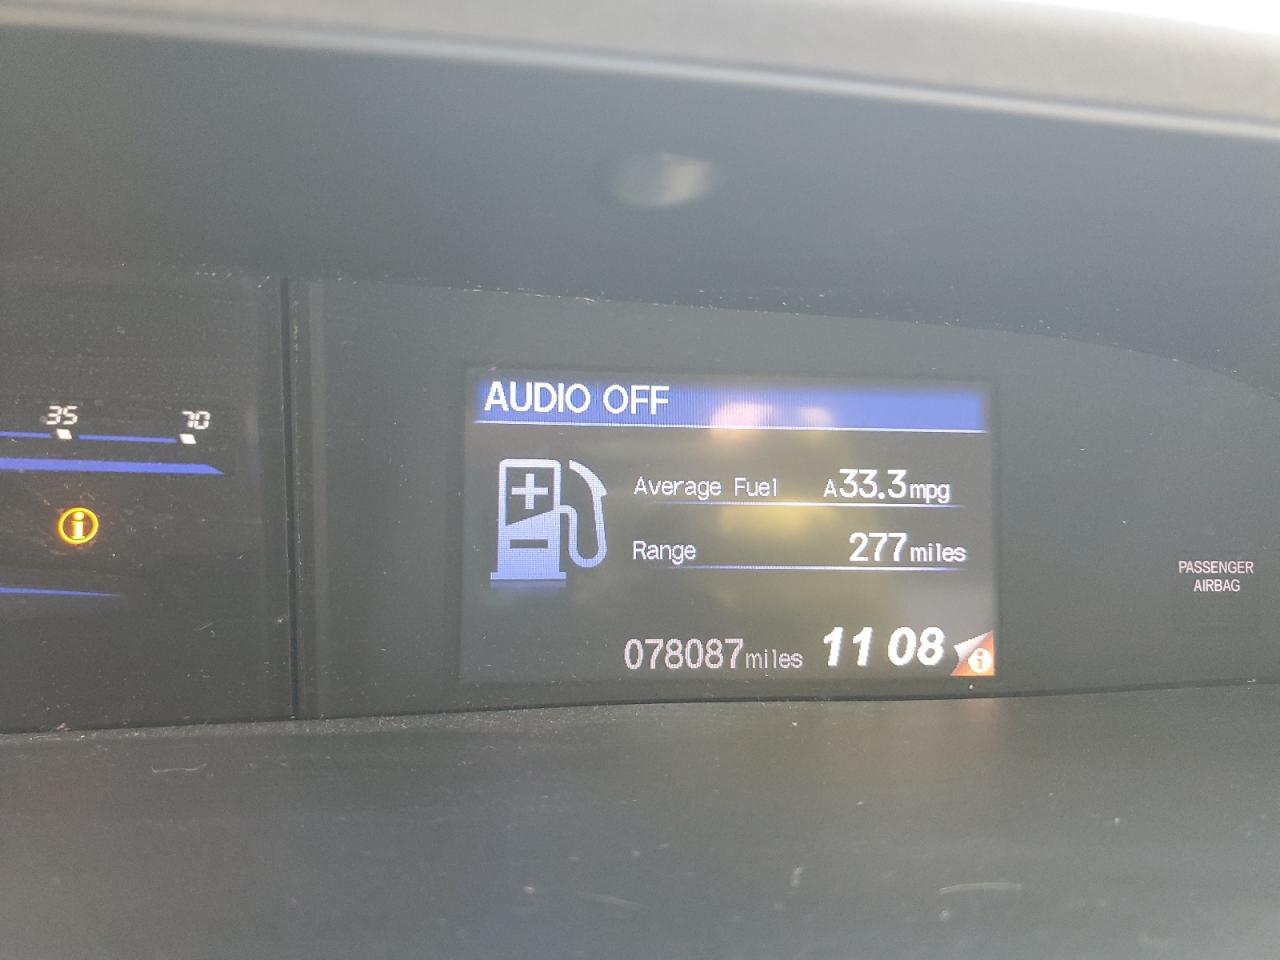 AUDIO OFF
35 70
Average Fuel A33.3mpg
Range 277miles
078087miles 11 08
PASSENGER
AIRBAG